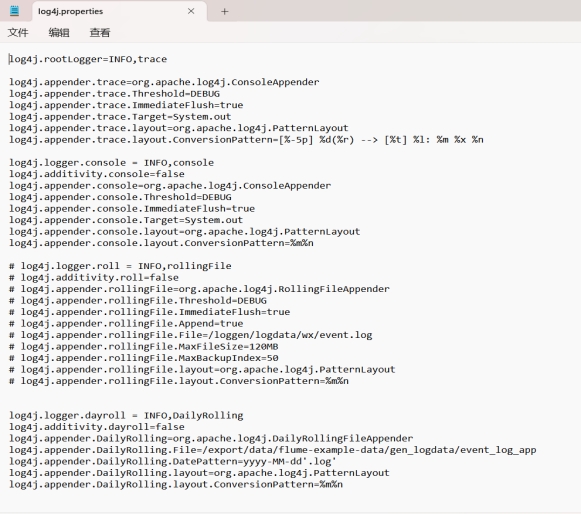 log4j.properties
文件 编辑 查看
log4j.rootLogger=INFO,trace
log4j.appender.trace=org.apache.log4j.ConsoleAppender
log4j.appender.trace.Threshold=DEBUG
log4j.appender.trace.ImmediateFlush=true
log4j.appender.trace.Target=System.out
log4j.appender.trace.layout=org.apache.log4j.PatternLayout
log4j.appender.trace.layout.ConversionPattern=[%-5p] %d(%r) --> [%t] %l: %m %x %n
log4j.logger.console = INFO,console
log4j.additivity.console=false
log4j.appender.console=org.apache.log4j.ConsoleAppender
log4j.appender.console.Threshold=DEBUG
log4j.appender.console.ImmediateFlush=true
log4j.appender.console.Target=System.out
log4j.appender.console.layout=org.apache.log4j.PatternLayout
log4j.appender.console.layout.ConversionPattern=%m%n
# log4j.logger.roll = INFO,rollingFile
# log4j.additivity.roll=false
# log4j.appender.rollingFile=org.apache.log4j.RollingFileAppender
# log4j.appender.rollingFile.Threshold=DEBUG
# log4j.appender.rollingFile.ImmediateFlush=true
# log4j.appender.rollingFile.Append=true
# log4j.appender.rollingFile.File=/loggen/logdata/wx/event.log
# log4j.appender.rollingFile.MaxFileSize=120MB
# log4j.appender.rollingFile.MaxBackupIndex=50
# log4j.appender.rollingFile.layout=org.apache.log4j.PatternLayout
# log4j.appender.rollingFile.layout.ConversionPattern=%m%n
log4j.logger.dayroll = INFO,DailyRolling
log4j.additivity.dayroll=false
log4j.appender.DailyRolling=org.apache.log4j.DailyRollingFileAppender
log4j.appender.DailyRolling.File=/export/data/flume-example-data/gen_logdata/event_log_app
log4j.appender.DailyRolling.DatePattern=yyyy-MM-dd'.log'
log4j.appender.DailyRolling.layout=org.apache.log4j.PatternLayout
log4j.appender.DailyRolling.layout.ConversionPattern=%m%n